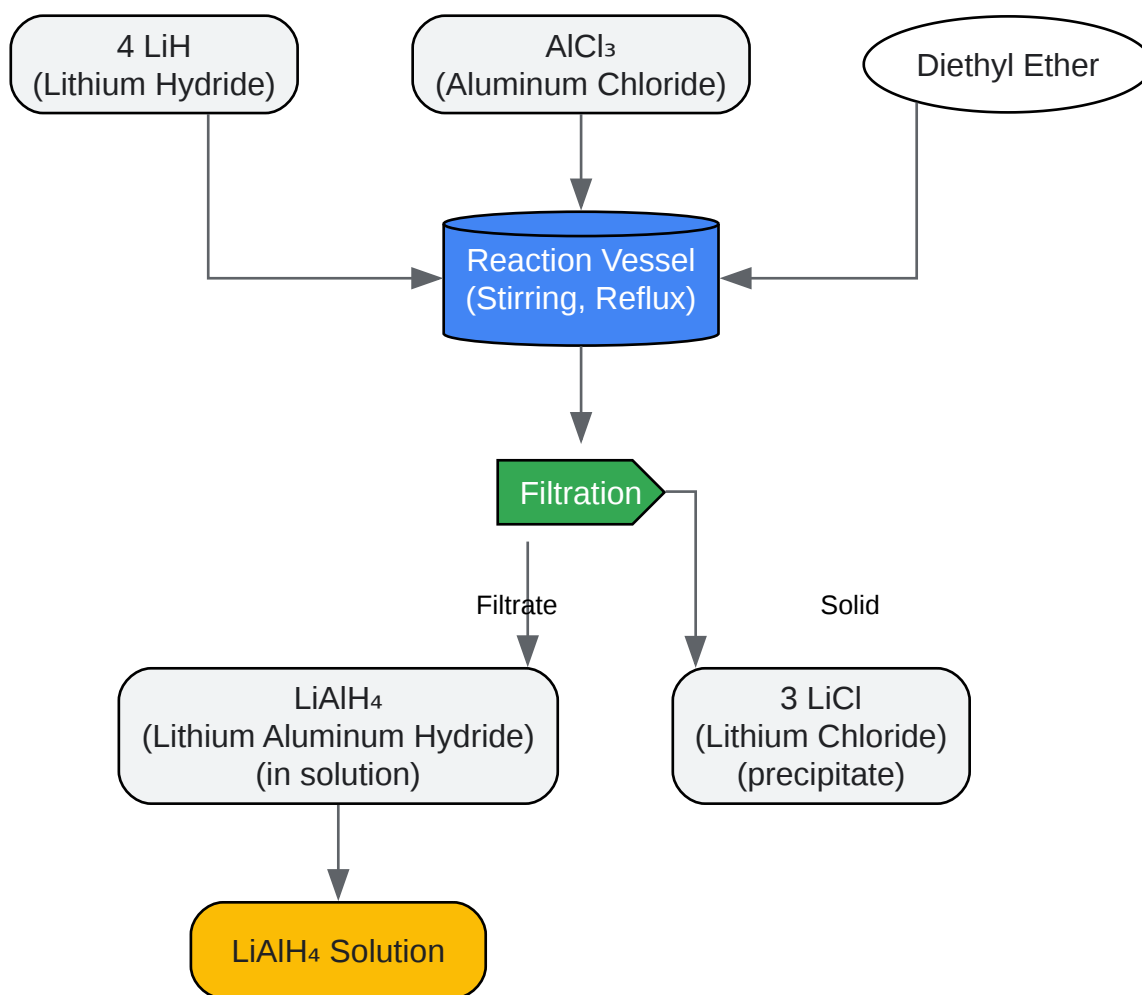 4 LiH
(Lithium Hydride)
AlCl₃
(Aluminum Chloride)
Diethyl Ether
Reaction Vessel
(Stirring, Reflux)
Filtration
Filtrate
Solid
LiAlH₄
(Lithium Aluminum Hydride)
(in solution)
3 LiCl
(Lithium Chloride)
(precipitate)
LiAlH₄ Solution